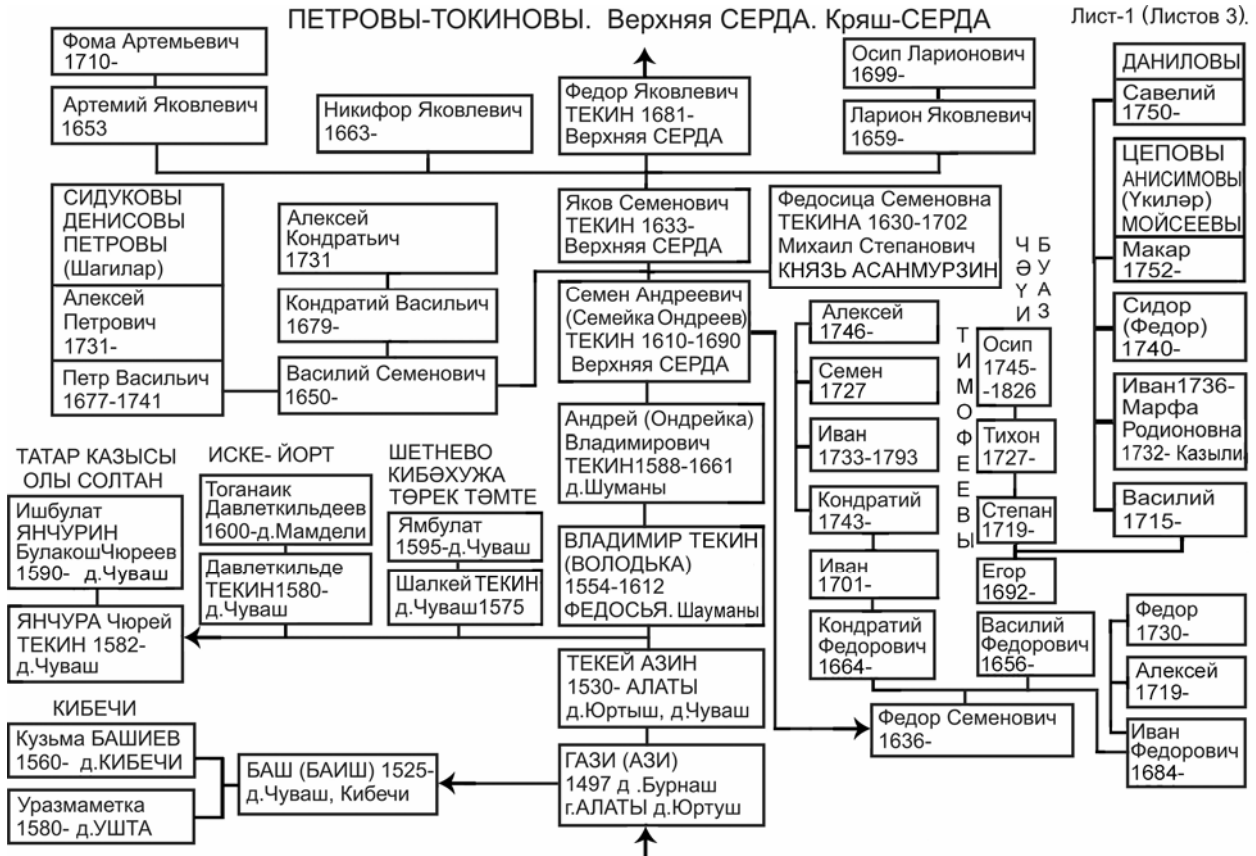 ПЕТРОВЫ-ТОКИНОВЫ. Верхняя СЕРДА. Кряш-СЕРДА
Лист-1 (Листов 3).
Фома Артемьевич
1710-
Артемий Яковлевич
1653
Никифор Яковлевич
1663-
Федор Яковлевич
ТЕКИН 1681-
Верхняя СЕРДА
Осип Ларионович
1699-
Ларион Яковлевич
1659-
ДАНИЛОВЫ
Савелий
1750-
ЦЕПОВЫ
АНИСИМОВЫ
(Үкиләр)
МОЙСЕЕВЫ
Макар
1752-
Сидор
(Федор)
1740-
Иван1736-
Марфа
Родионовна
1732- Казыли
Василий
1715-
СИДУКОВЫ
ДЕНИСОВЫ
ПЕТРОВЫ
(Шагилар)
Алексей
Петрович
1731-
Петр Васильич
1677-1741
Алексей
Кондратьич
1731
Кондратий Васильич
1679-
Василий Семенович
1650-
Яков Семенович
ТЕКИН 1633-
Верхняя СЕРДА
Федосица Семеновна
ТЕКИНА 1630-1702
Михаил Степанович
КНЯЗЬ АСАНМУРЗИН
Семен Андреевич
(Семейка Ондреев)
ТЕКИН 1610-1690
Верхняя СЕРДА
Андрей (Ондрейка)
Владимирович
ТЕКИН1588-1661
д.Шуманы
ВЛАДИМИР ТЕКИН
(ВОЛОДЬКА)
1554-1612
ФЕДОСЬЯ. Шауманы
ТЕКЕЙ АЗИН
1530- АЛАТЫ
д.Юртыш, д.Чуваш
ГАЗИ (АЗИ)
1497 д .Бурнаш
г.АЛАТЫ д.Юртуш
Алексей
1746-
Семен
1727
Иван
1733-1793
Кондратий
1743-
Иван
1701-
Кондратий
Федорович
1664-
ЧӘҮИ
БУАЗ
ТИМОФЕЕВЫ
Осип
1745-
-1826
Тихон
1727-
Степан
1719-
Егор
1692-
Василий
Федорович
1656-
Федор Семенович
1636-
Федор
1730-
Алексей
1719-
Иван
Федорович
1684-
ТАТАР КАЗЫСЫ
ОЛЫ СОЛТАН
Ишбулат
ЯНЧУРИН
БулакошЧюреев
1590- д.Чуваш
ЯНЧУРА Чюрей
ТЕКИН 1582-
д.Чуваш
ИСКЕ- ЙОРТ
Тоганаик
Давлеткильдеев
1600-д.Мамдели
Давлеткильде
ТЕКИН1580-
д.Чуваш
ШЕТНЕВО
КИБӘХУЖА
ТӨРЕК ТӘМТЕ
Ямбулат
1595-д.Чуваш
Шалкей ТЕКИН
д.Чуваш1575
КИБЕЧИ
Кузьма БАШИЕВ
1560- д.КИБЕЧИ
Уразмаметка
1580- д.УШТА
БАШ (БАИШ) 1525-
д.Чуваш, Кибечи